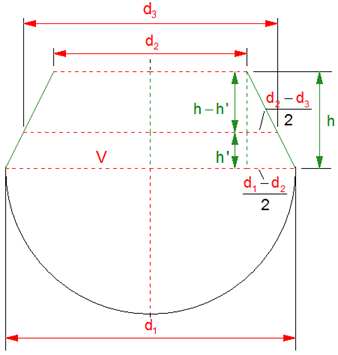 d₃
d₂
h – h'
d₂ – d₃
2
h
V
h'
d₁ – d₂
2
d₁